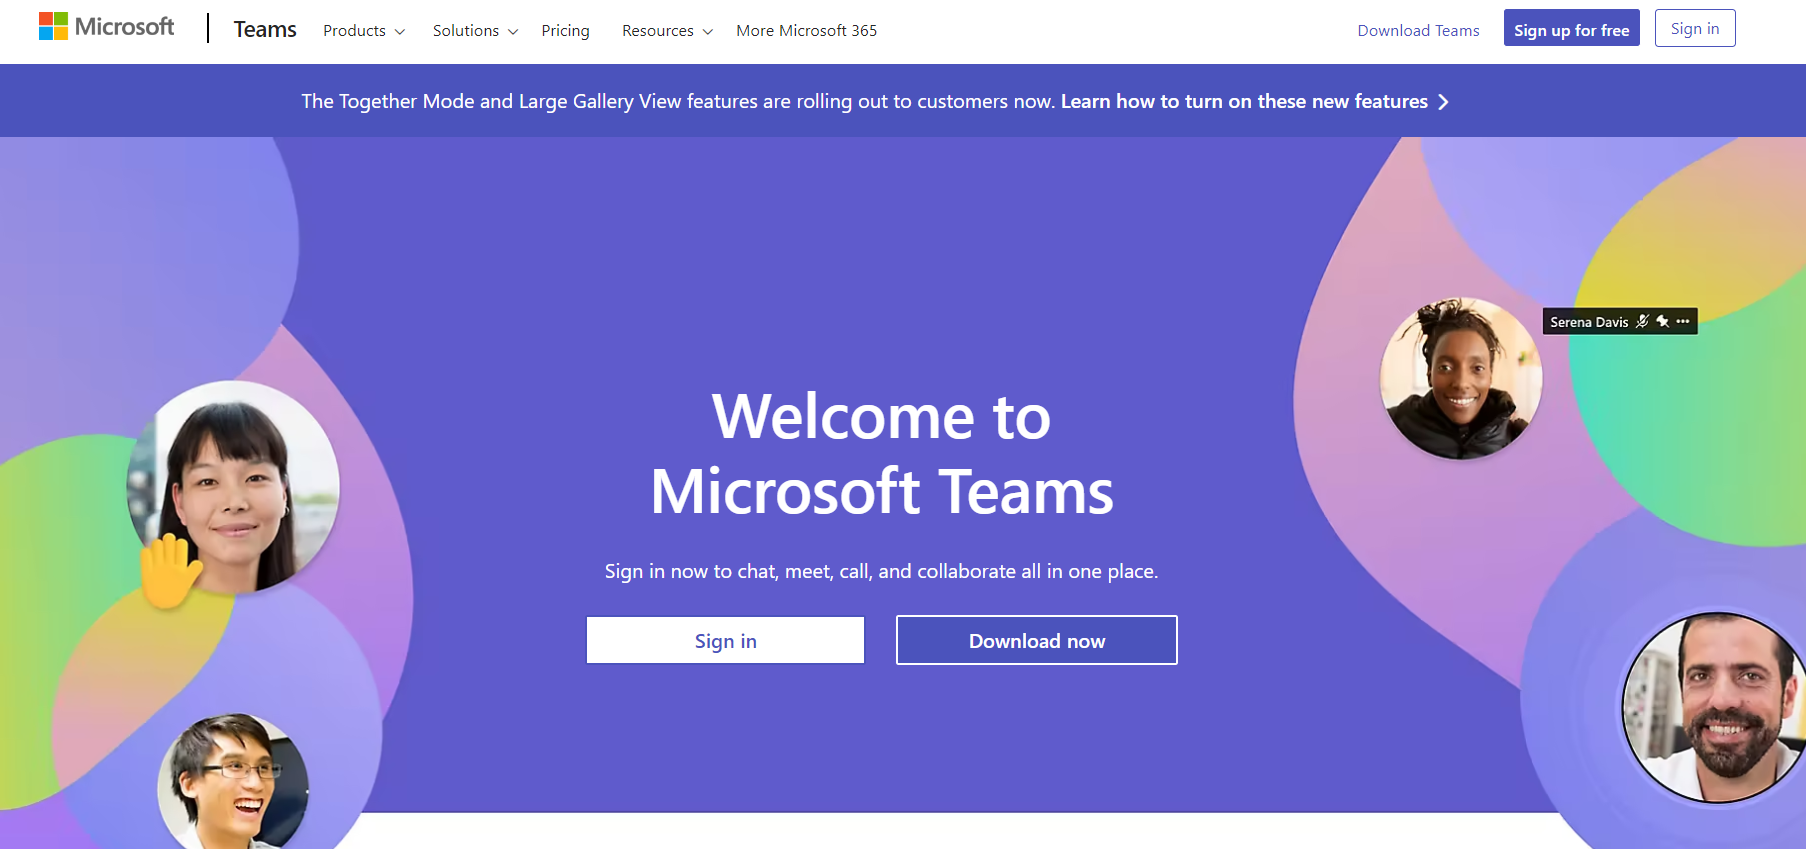 Microsoft
Teams
Products
Solutions
Pricing
Resources
More Microsoft 365
Download Teams
Sign up for free
Sign in
The Together Mode and Large Gallery View features are rolling out to customers now. Learn how to turn on these new features
Serena Davis
Welcome to
Microsoft Teams
Sign in now to chat, meet, call, and collaborate all in one place.
Sign in
Download now